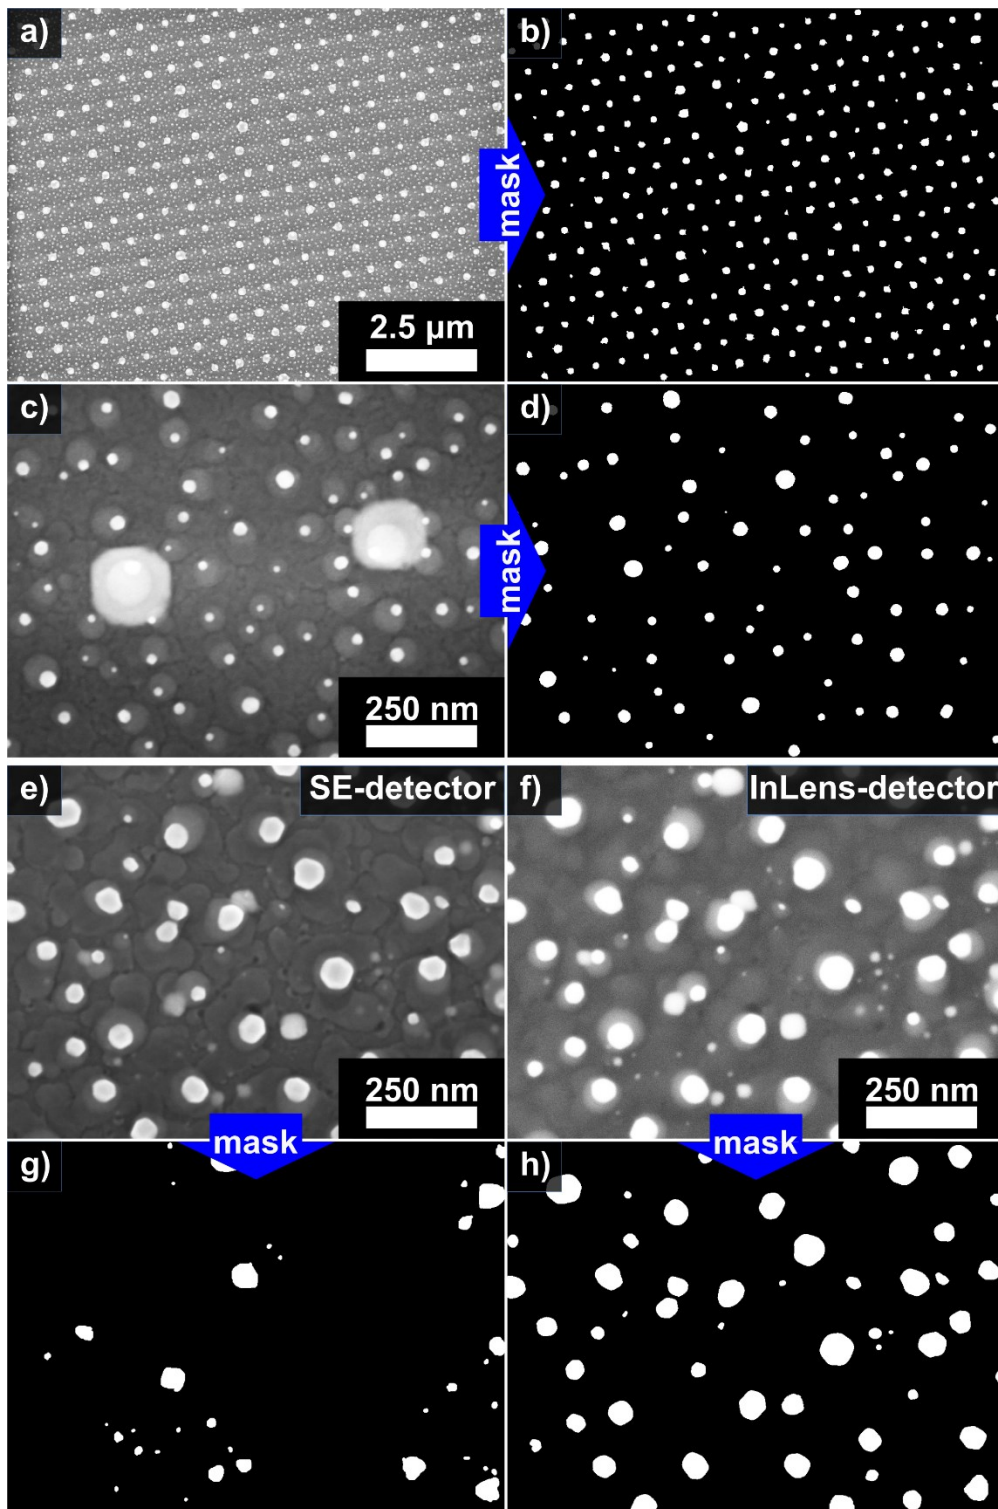 a)
b)
mask
2.5 µm
c)
d)
mask
250 nm
e)
SE-detector
f)
InLens-detector
250 nm
250 nm
mask
mask
g)
h)